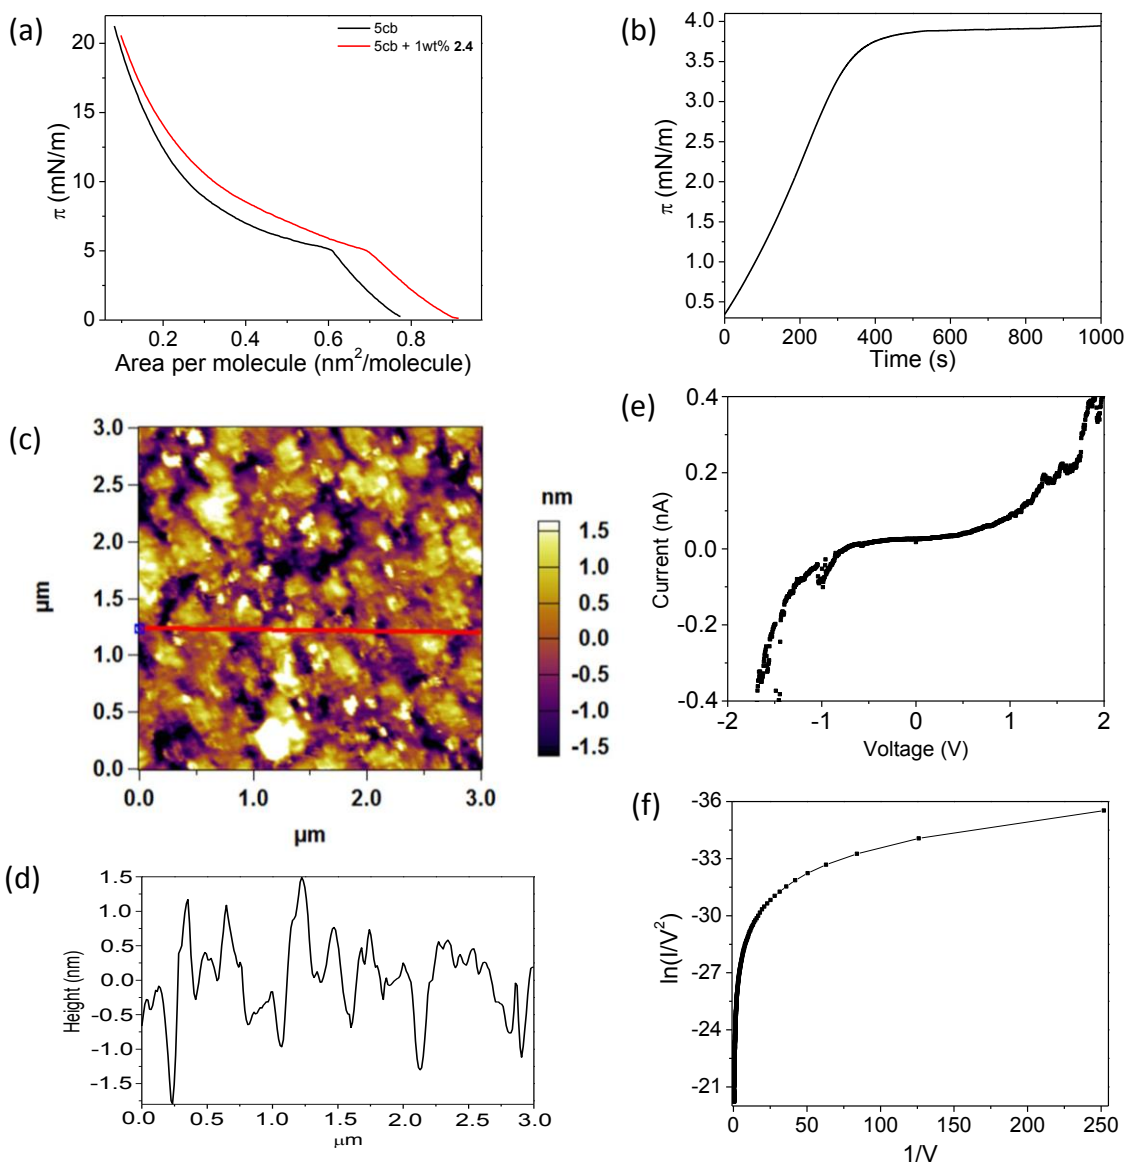 (a)
5cb
5cb + 1wt% 2.4
20
15
10
5
0
π (mN/m)
0.2 0.4 0.6 0.8
Area per molecule (nm²/molecule)
(b)
4.0
3.5
3.0
2.5
2.0
1.5
1.0
0.5
π (mN/m)
0 200 400 600 800 1000
Time (s)
(c)
3.0
2.5
2.0
1.5
1.0
0.5
0.0
µm
0.0 1.0 2.0 3.0
µm
nm
1.5
1.0
0.5
0.0
-0.5
-1.0
-1.5
(d)
1.5
1.0
0.5
0.0
-0.5
-1.0
-1.5
Height (nm)
0.0 0.5 1.0 1.5 2.0 2.5 3.0
µm
(e)
0.4
0.2
0.0
-0.2
-0.4
Current (nA)
-2 -1 0 1 2
Voltage (V)
(f)
-36
-33
-30
-27
-24
-21
ln(I/V²)
0 50 100 150 200 250
1/V